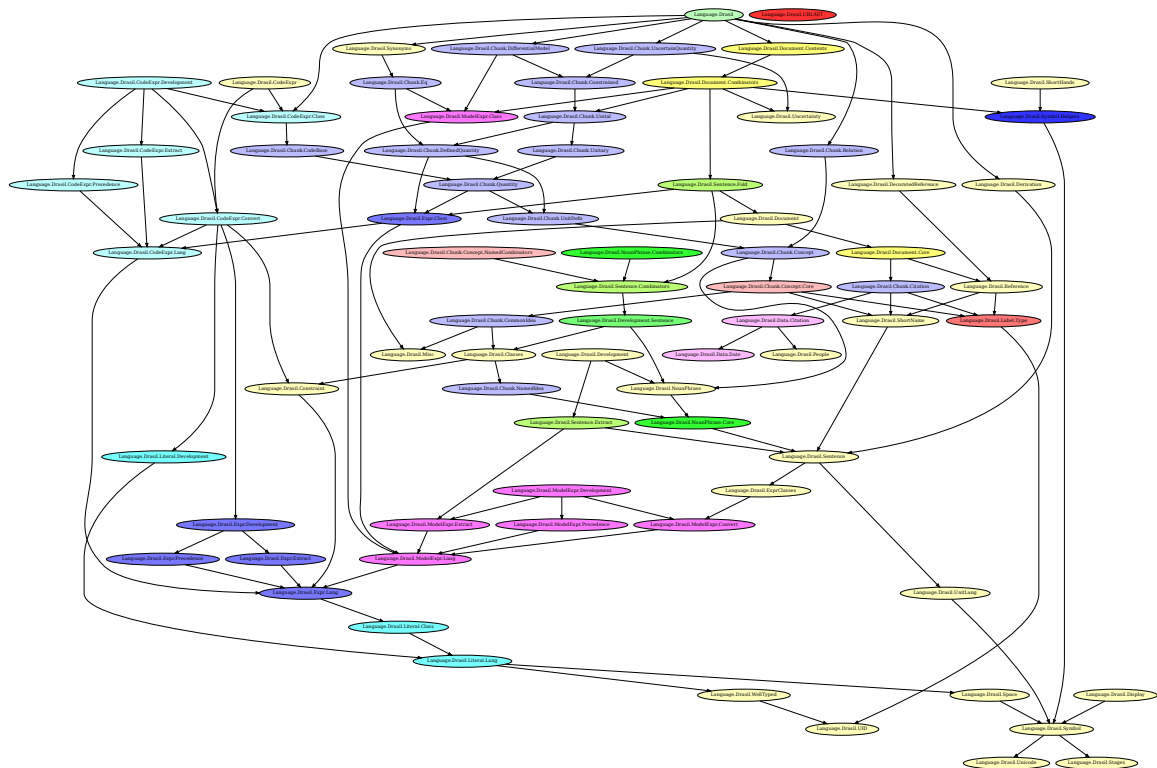 Language.Drasil
Language.Drasil.URI.AST
Language.Drasil.Synonyms
Language.Drasil.Chunk.DifferentialModel
Language.Drasil.Chunk.UncertainQuantity
Language.Drasil.Document.Contents
Language.Drasil.CodeExpr.Development
Language.Drasil.CodeExpr
Language.Drasil.Chunk.Eq
Language.Drasil.Chunk.Constrained
Language.Drasil.Document.Combinators
Language.Drasil.ShortHands
Language.Drasil.CodeExpr.Class
Language.Drasil.ModelExpr.Class
Language.Drasil.Chunk.Unital
Language.Drasil.Uncertainty
Language.Drasil.Symbol.Helpers
Language.Drasil.CodeExpr.Extract
Language.Drasil.Chunk.CodeBase
Language.Drasil.Chunk.DefinedQuantity
Language.Drasil.Chunk.Unitary
Language.Drasil.Chunk.Relation
Language.Drasil.CodeExpr.Precedence
Language.Drasil.Chunk.Quantity
Language.Drasil.Sentence.Fold
Language.Drasil.DecoratedReference
Language.Drasil.Derivation
Language.Drasil.CodeExpr.Convert
Language.Drasil.Expr.Class
Language.Drasil.Chunk.UnitDefn
Language.Drasil.Document
Language.Drasil.CodeExpr.Lang
Language.Drasil.Chunk.Concept.NamedCombinators
Language.Drasil.NounPhrase.Combinators
Language.Drasil.Chunk.Concept
Language.Drasil.Document.Core
Language.Drasil.Sentence.Combinators
Language.Drasil.Chunk.Concept.Core
Language.Drasil.Chunk.Citation
Language.Drasil.Reference
Language.Drasil.Chunk.CommonIdea
Language.Drasil.Development.Sentence
Language.Drasil.Data.Citation
Language.Drasil.ShortName
Language.Drasil.Label.Type
Language.Drasil.Misc
Language.Drasil.Classes
Language.Drasil.Development
Language.Drasil.Data.Date
Language.Drasil.People
Language.Drasil.Constraint
Language.Drasil.Chunk.NamedIdea
Language.Drasil.NounPhrase
Language.Drasil.Sentence.Extract
Language.Drasil.NounPhrase.Core
Language.Drasil.Literal.Development
Language.Drasil.Sentence
Language.Drasil.ModelExpr.Development
Language.Drasil.ExprClasses
Language.Drasil.Expr.Development
Language.Drasil.ModelExpr.Extract
Language.Drasil.ModelExpr.Precedence
Language.Drasil.ModelExpr.Convert
Language.Drasil.Expr.Precedence
Language.Drasil.Expr.Extract
Language.Drasil.ModelExpr.Lang
Language.Drasil.Expr.Lang
Language.Drasil.UnitLang
Language.Drasil.Literal.Class
Language.Drasil.Literal.Lang
Language.Drasil.WellTyped
Language.Drasil.Space
Language.Drasil.Display
Language.Drasil.UID
Language.Drasil.Symbol
Language.Drasil.Unicode
Language.Drasil.Stages